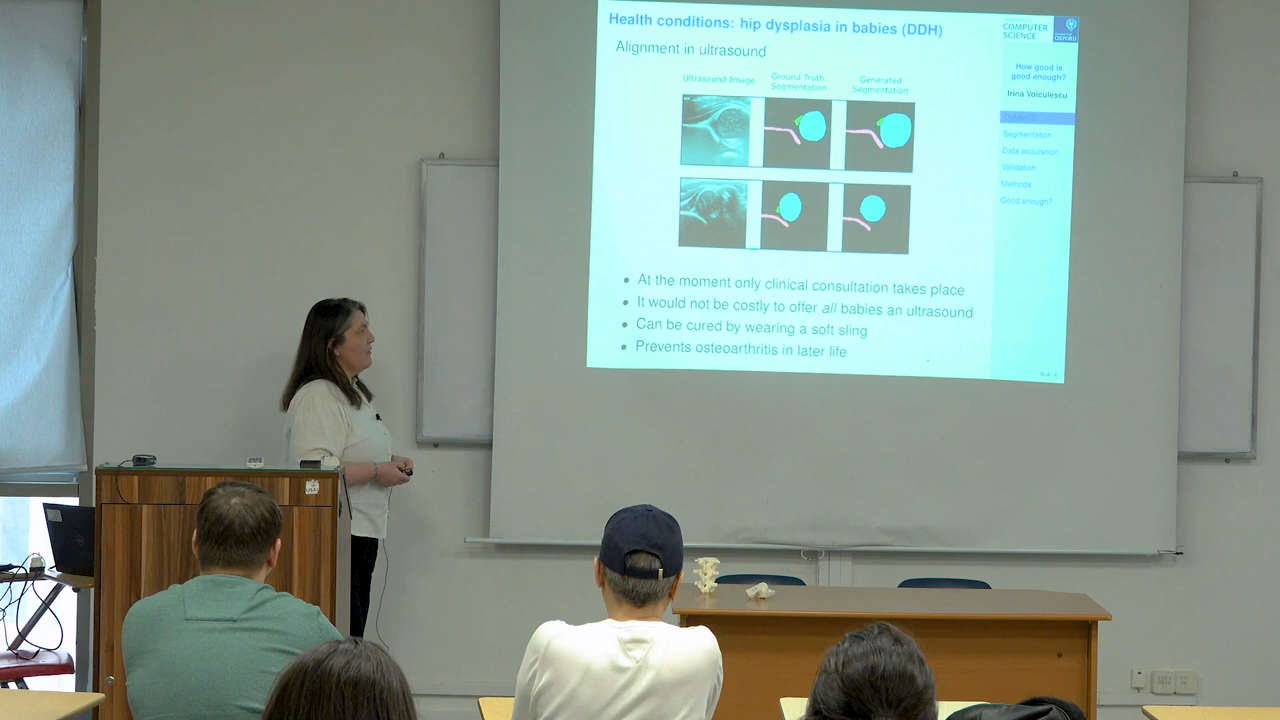 Health conditions: hip dysplasia in babies (DDH)
Alignment in ultrasound
Ultrasound Image
Ground Truth
Segmentation
Generated
Segmentation
At the moment only clinical consultation takes place
It would not be costly to offer all babies an ultrasound
Can be cured by wearing a soft sling
Prevents osteoarthritis in later life
COMPUTER
SCIENCE
OXFORD
How good is
good enough?
Irina Voiculescu
Segmentation
Data acquisition
Validation
Methods
Good enough?